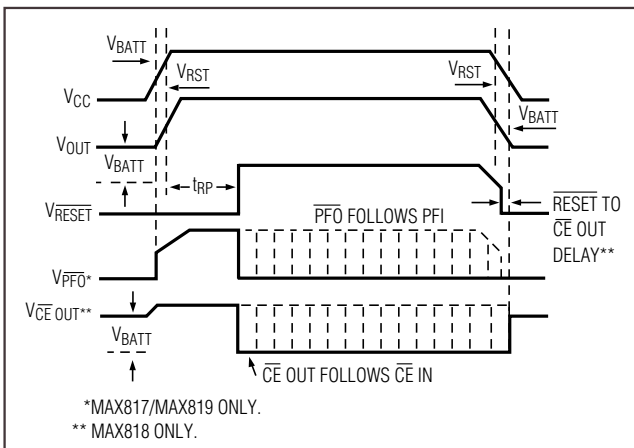 VBATT
VRST
VRST
VCC
VBATT
VOUT
VBATT
tRP
VRESET
PFO FOLLOWS PFI
RESET TO
CE OUT
DELAY**
VPFO*
VCE OUT**
VBATT
CE OUT FOLLOWS CE IN
*MAX817/MAX819 ONLY.
** MAX818 ONLY.